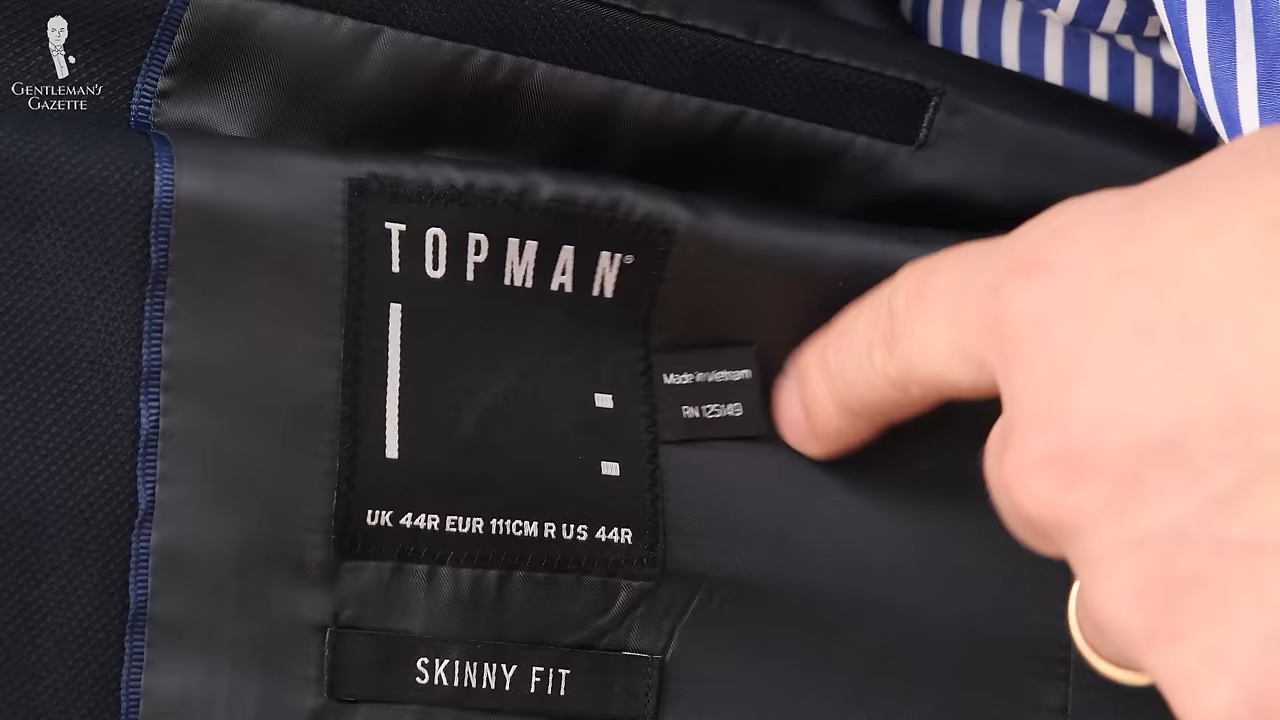 GENTLEMAN'S
GAZETTE
TOPMAN®
Made in Vietnam
RN 125149
UK 44R EUR 111CM R US 44R
SKINNY FIT